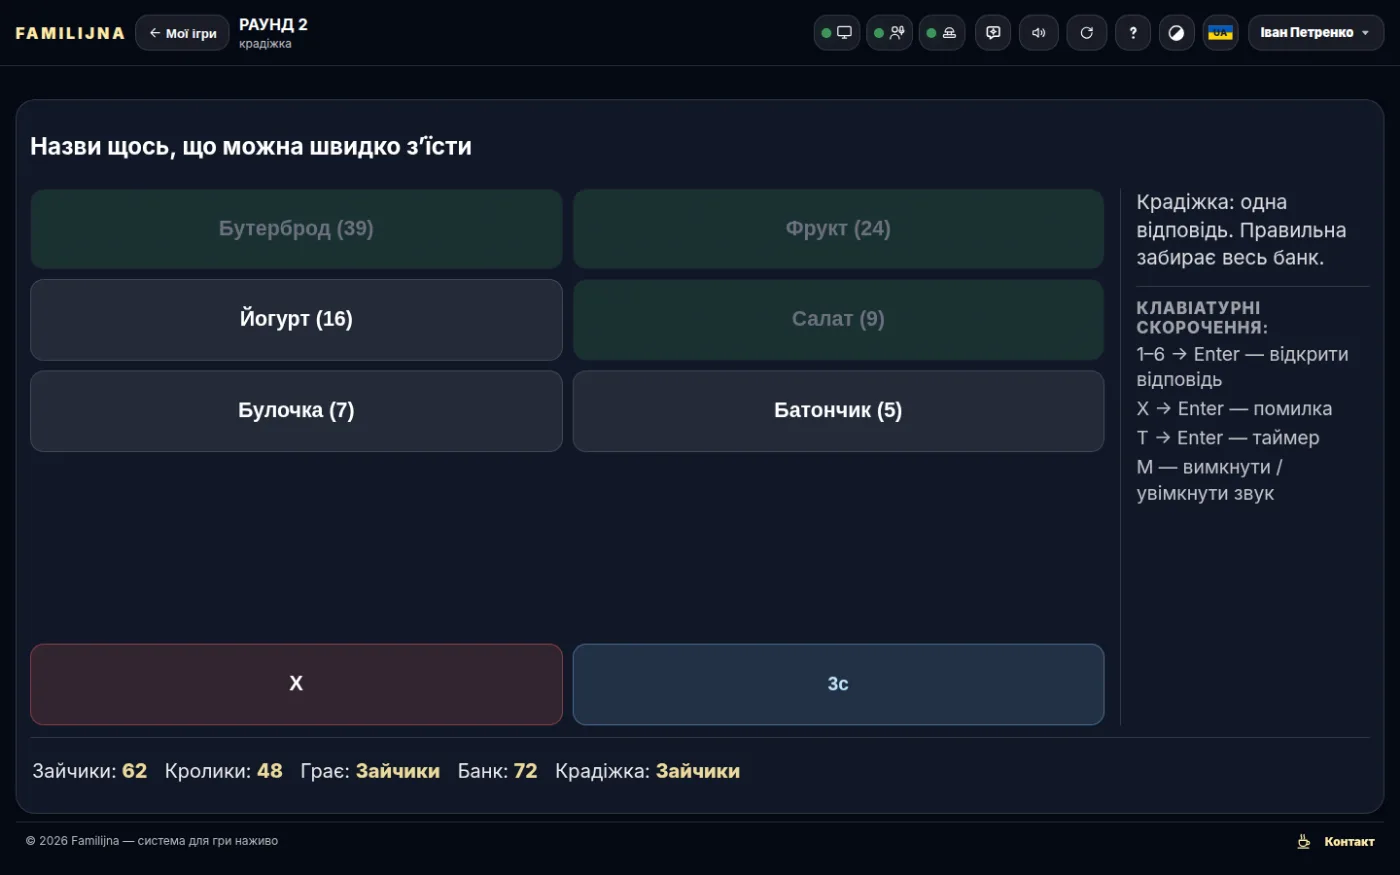 FAMILIJNA
← Мої ігри
РАУНД 2
крадіжка
?
UA
Іван Петренко
Назви щось, що можна швидко з’їсти
Бутерброд (39)
Фрукт (24)
Йогурт (16)
Салат (9)
Булочка (7)
Батончик (5)
X
3с
Крадіжка: одна
відповідь. Правильна
забирає весь банк.
КЛАВІАТУРНІ
СКОРОЧЕННЯ:
1–6 → Enter — відкрити
відповідь
X → Enter — помилка
T → Enter — таймер
M — вимкнути /
увімкнути звук
Зайчики: 62 Кролики: 48 Грає: Зайчики Банк: 72 Крадіжка: Зайчики
© 2026 Familijna — система для гри наживо
Контакт